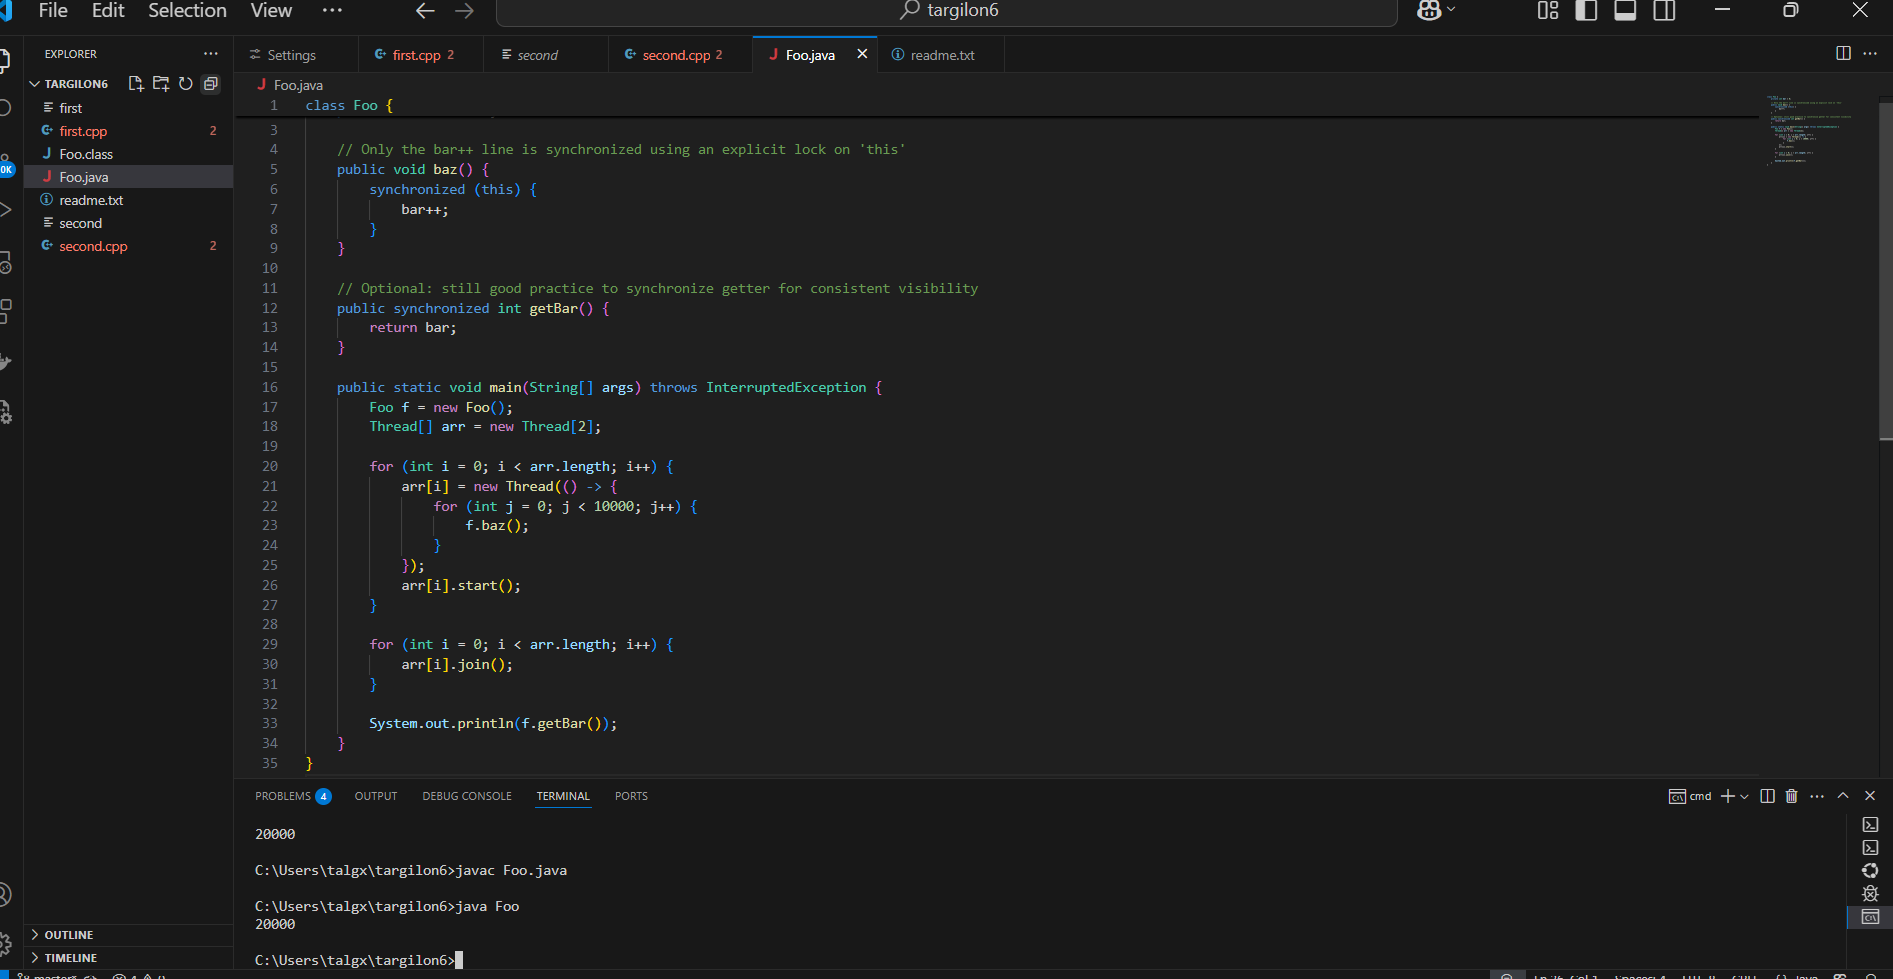 File Edit Selection View ··· targilon6
EXPLORER ···
Settings first.cpp 2 second second.cpp 2 Foo.java readme.txt ···
TARGILON6
first
first.cpp 2
Foo.class
Foo.java
readme.txt
second
second.cpp 2
OUTLINE
TIMELINE
Foo.java
1 class Foo {
3
4 // Only the bar++ line is synchronized using an explicit lock on 'this'
5 public void baz() {
6 synchronized (this) {
7 bar++;
8 }
9 }
10
11 // Optional: still good practice to synchronize getter for consistent visibility
12 public synchronized int getBar() {
13 return bar;
14 }
15
16 public static void main(String[] args) throws InterruptedException {
17 Foo f = new Foo();
18 Thread[] arr = new Thread[2];
19
20 for (int i = 0; i < arr.length; i++) {
21 arr[i] = new Thread(() -> {
22 for (int j = 0; j < 10000; j++) {
23 f.baz();
24 }
25 });
26 arr[i].start();
27 }
28
29 for (int i = 0; i < arr.length; i++) {
30 arr[i].join();
31 }
32
33 System.out.println(f.getBar());
34 }
35 }
PROBLEMS 4 OUTPUT DEBUG CONSOLE TERMINAL PORTS cmd ···
20000
C:\Users\talgx\targilon6>javac Foo.java
C:\Users\talgx\targilon6>java Foo
20000
C:\Users\talgx\targilon6>